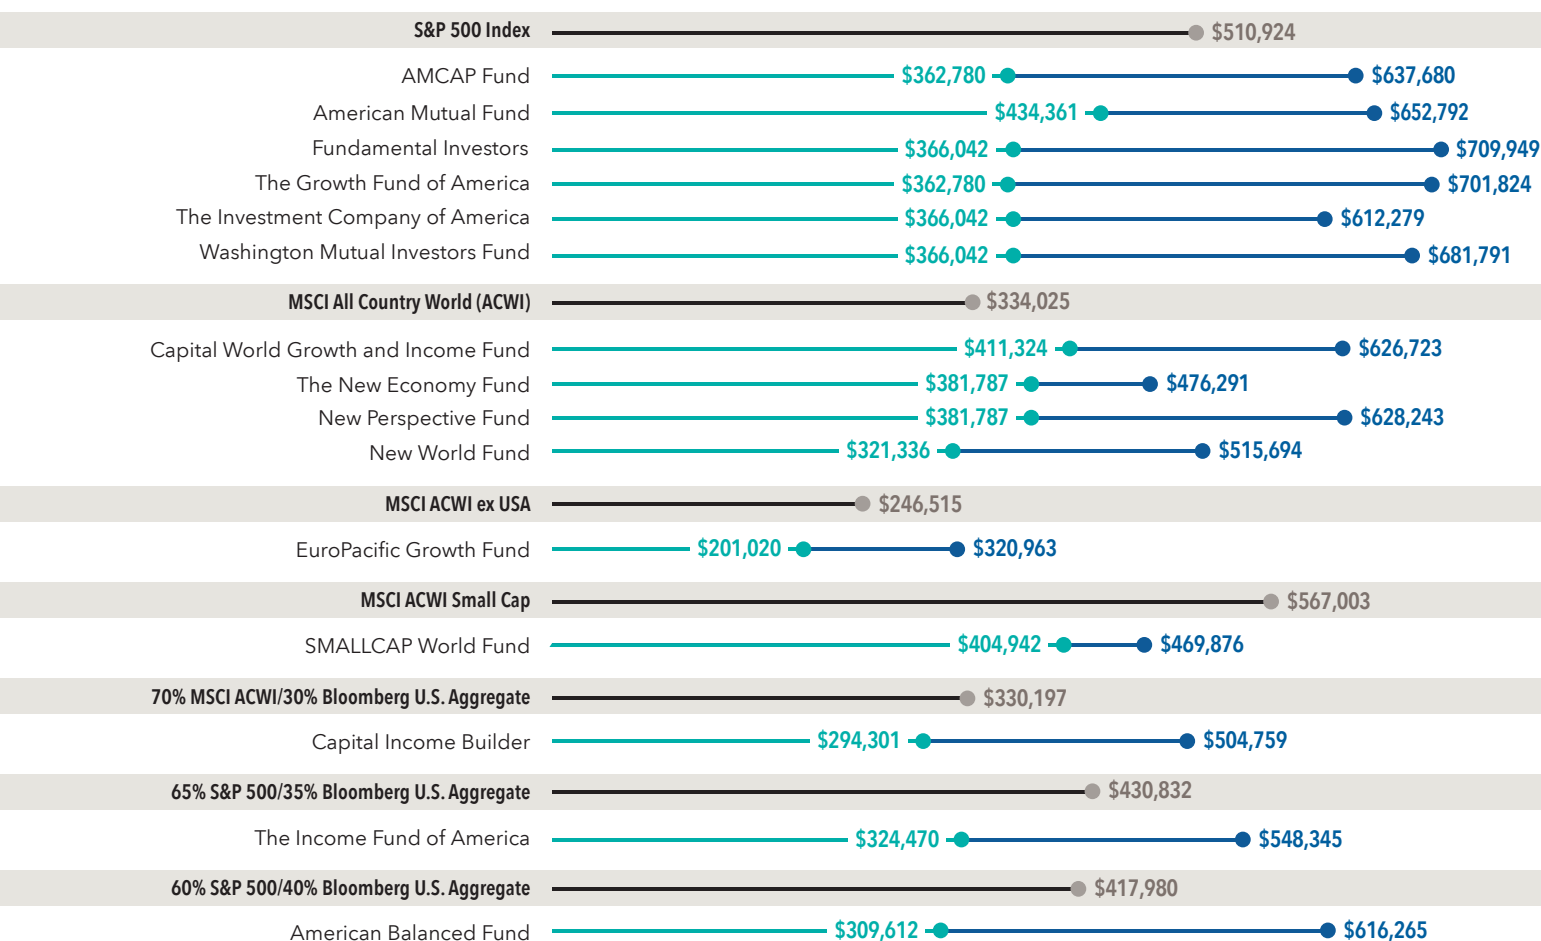 S&P 500 Index $510,924
AMCAP Fund $362,780 $637,680
American Mutual Fund $434,361 $652,792
Fundamental Investors $366,042 $709,949
The Growth Fund of America $362,780 $701,824
The Investment Company of America $366,042 $612,279
Washington Mutual Investors Fund $366,042 $681,791
MSCI All Country World (ACWI) $334,025
Capital World Growth and Income Fund $411,324 $626,723
The New Economy Fund $381,787 $476,291
New Perspective Fund $381,787 $628,243
New World Fund $321,336 $515,694
MSCI ACWI ex USA $246,515
EuroPacific Growth Fund $201,020 $320,963
MSCI ACWI Small Cap $567,003
SMALLCAP World Fund $404,942 $469,876
70% MSCI ACWI/30% Bloomberg U.S. Aggregate $330,197
Capital Income Builder $294,301 $504,759
65% S&P 500/35% Bloomberg U.S. Aggregate $430,832
The Income Fund of America $324,470 $548,345
60% S&P 500/40% Bloomberg U.S. Aggregate $417,980
American Balanced Fund $309,612 $616,265